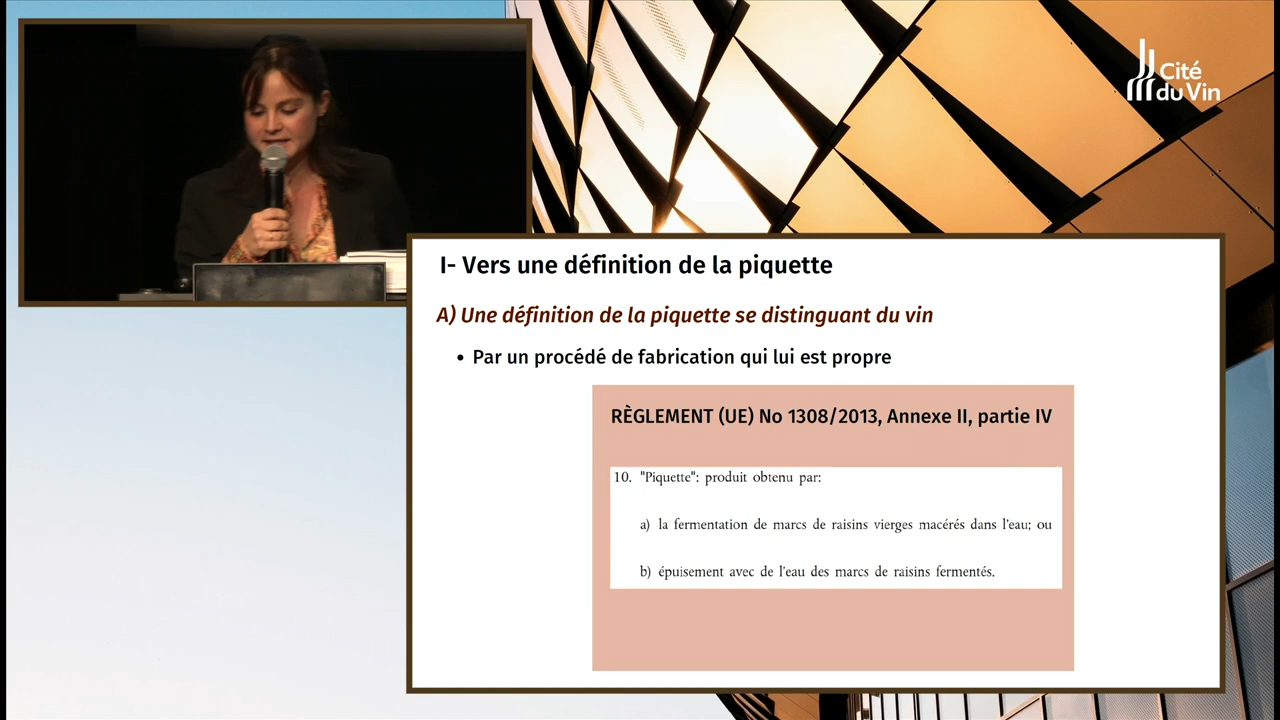 Cité
du Vin
I- Vers une définition de la piquette
A) Une définition de la piquette se distinguant du vin
• Par un procédé de fabrication qui lui est propre
RÈGLEMENT (UE) No 1308/2013, Annexe II, partie IV
10. "Piquette": produit obtenu par:
a) la fermentation de marcs de raisins vierges macérés dans l'eau; ou
b) épuisement avec de l'eau des marcs de raisins fermentés.